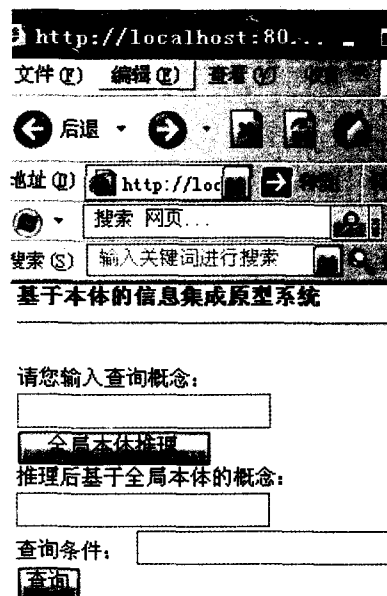 http://localhost:80...
文件(F) 编辑(E) 查看(V)
后退
地址(D) http://loc
搜索 网页...
搜索(S) 输入关键词进行搜索
基于本体的信息集成原型系统
请您输入查询概念:
全局本体推理
推理后基于全局本体的概念:
查询条件:
查询